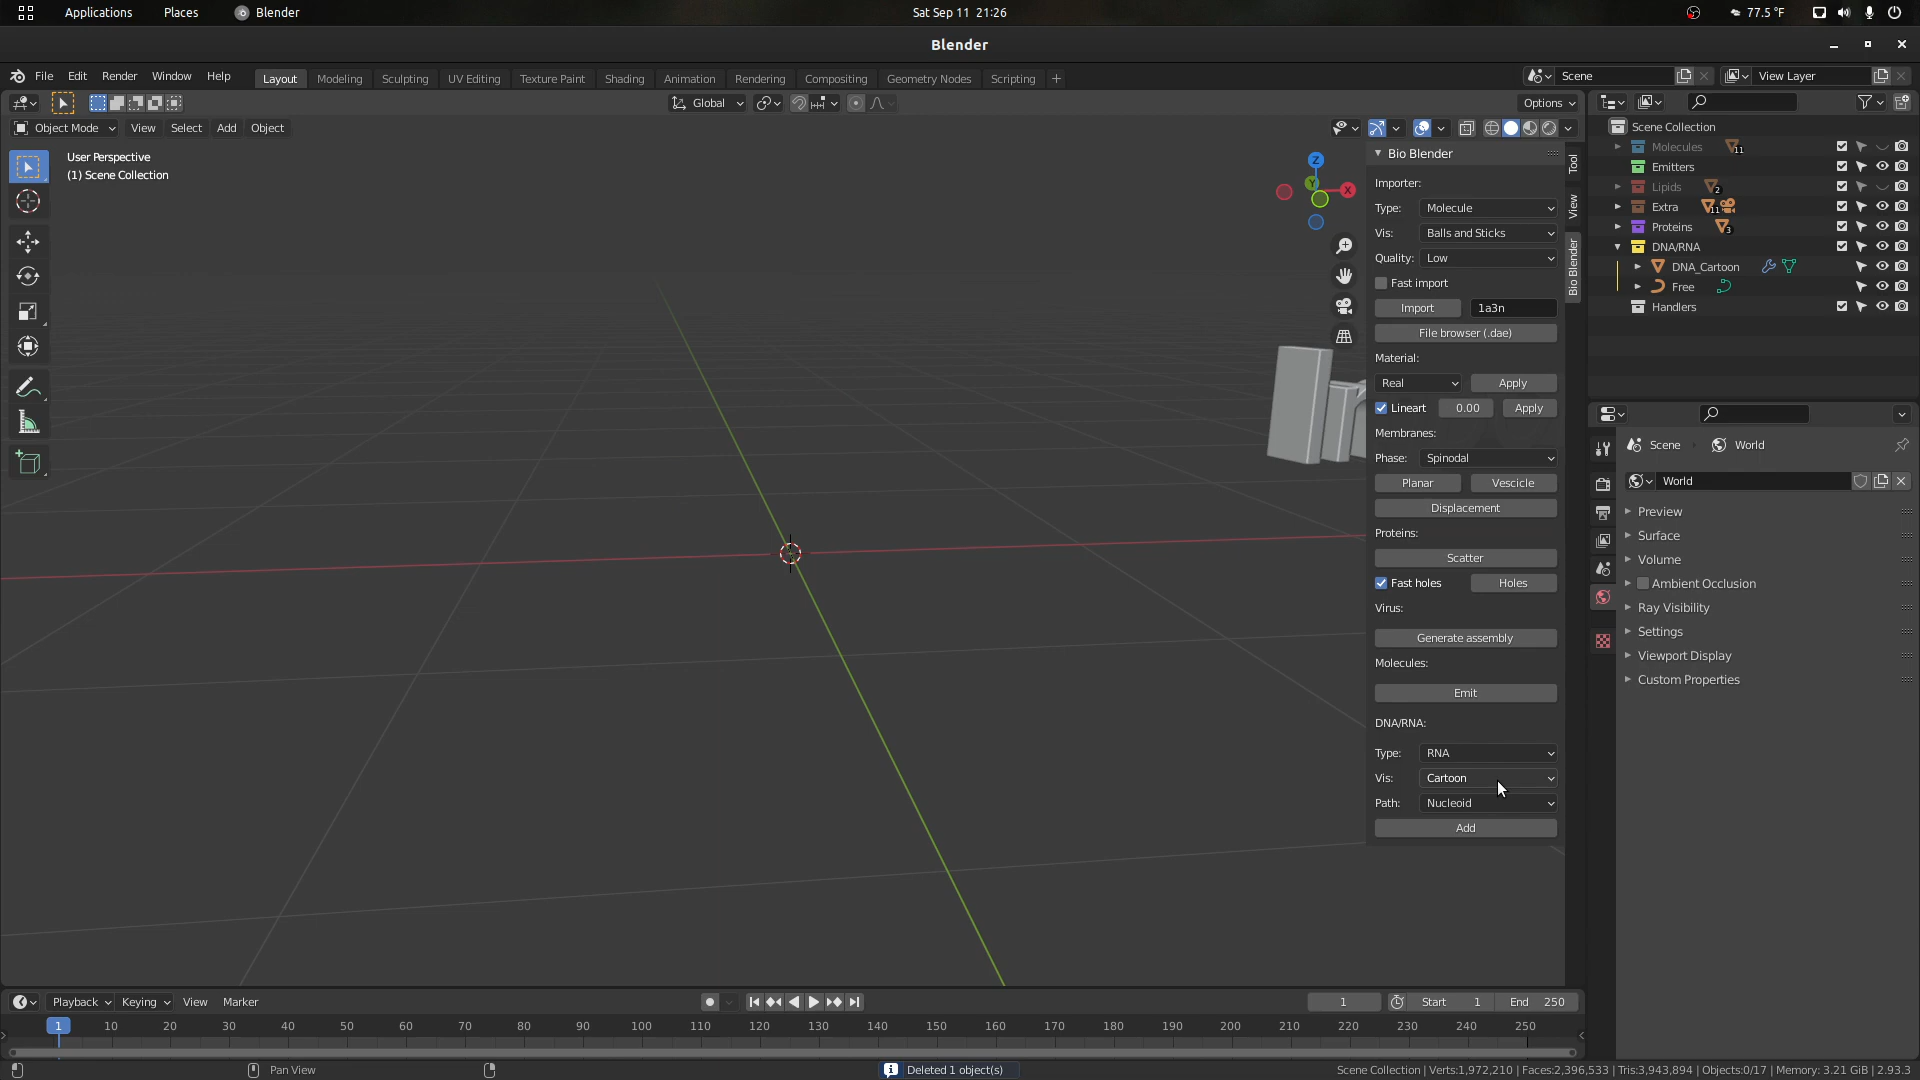 Applications Places Blender Sat Sep 11 21:26 77.5 °F
Blender
File Edit Render Window Help Layout Modeling Sculpting UV Editing Texture Paint Shading Animation Rendering Compositing Geometry Nodes Scripting + Scene View Layer
Global Options
Object Mode View Select Add Object
User Perspective
(1) Scene Collection
Z
Y
X
Bio Blender
Importer:
Type: Molecule
Vis: Balls and Sticks
Quality: Low
Fast import
Import 1a3n
File browser (.dae)
Material:
Real Apply
Lineart 0.00 Apply
Membranes:
Phase: Spinodal
Planar Vescicle
Displacement
Proteins:
Scatter
Fast holes Holes
Virus:
Generate assembly
Molecules:
Emit
DNA/RNA:
Type: RNA
Vis: Cartoon
Path: Nucleoid
Add
Tool
View
Bio Blender
Scene Collection
Molecules 11
Emitters
Lipids 2
Extra 11
Proteins 3
DNA/RNA
DNA_Cartoon
Free
Handlers
Scene World
World
Preview
Surface
Volume
Ambient Occlusion
Ray Visibility
Settings
Viewport Display
Custom Properties
Playback Keying View Marker 1 Start 1 End 250
1 10 20 30 40 50 60 70 80 90 100 110 120 130 140 150 160 170 180 190 200 210 220 230 240 250
Pan View Deleted 1 object(s) Scene Collection | Verts:1,972,210 | Faces:2,396,533 | Tris:3,943,894 | Objects:0/17 | Memory: 3.21 GiB | 2.93.3